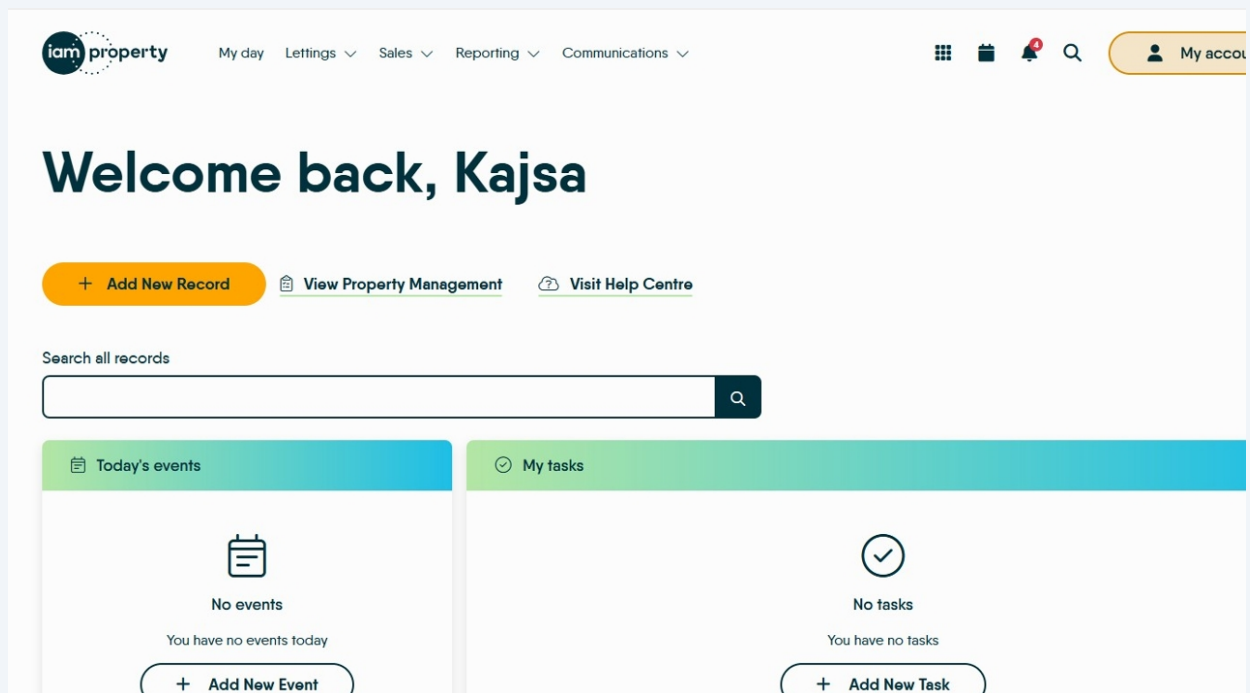 iam property
My day Lettings Sales Reporting Communications
4
My accou
Welcome back, Kajsa
+ Add New Record View Property Management Visit Help Centre
Search all records
Today's events
My tasks
No events
You have no events today
+ Add New Event
No tasks
You have no tasks
+ Add New Task